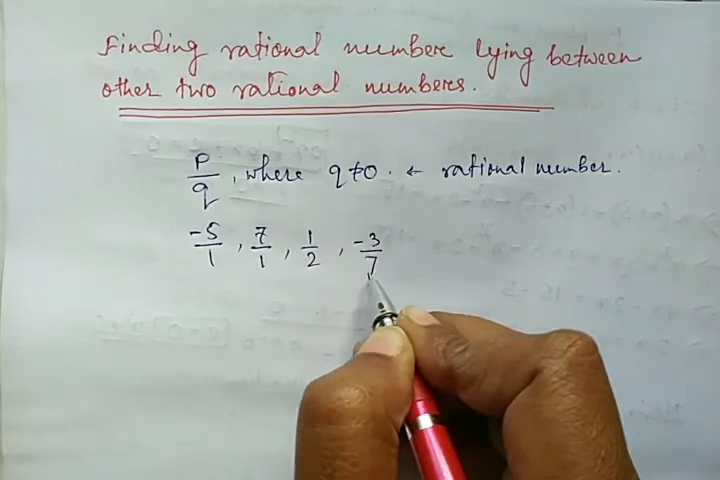 Finding rational number lying between
other two rational numbers.
p/q, where q≠0. ← rational number.
-5/1, 7/1, 1/2, -3/7